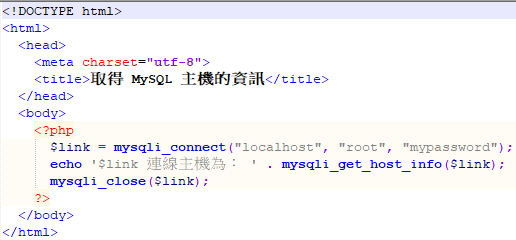 <!DOCTYPE html>
<html>
  <head>
    <meta charset="utf-8">
    <title>取得 MySQL 主機的資訊</title>
  </head>
  <body>
    <?php
      $link = mysqli_connect("localhost", "root", "mypassword");
      echo '$link 連線主機為： ' . mysqli_get_host_info($link);
      mysqli_close($link);
    ?>
  </body>
</html>